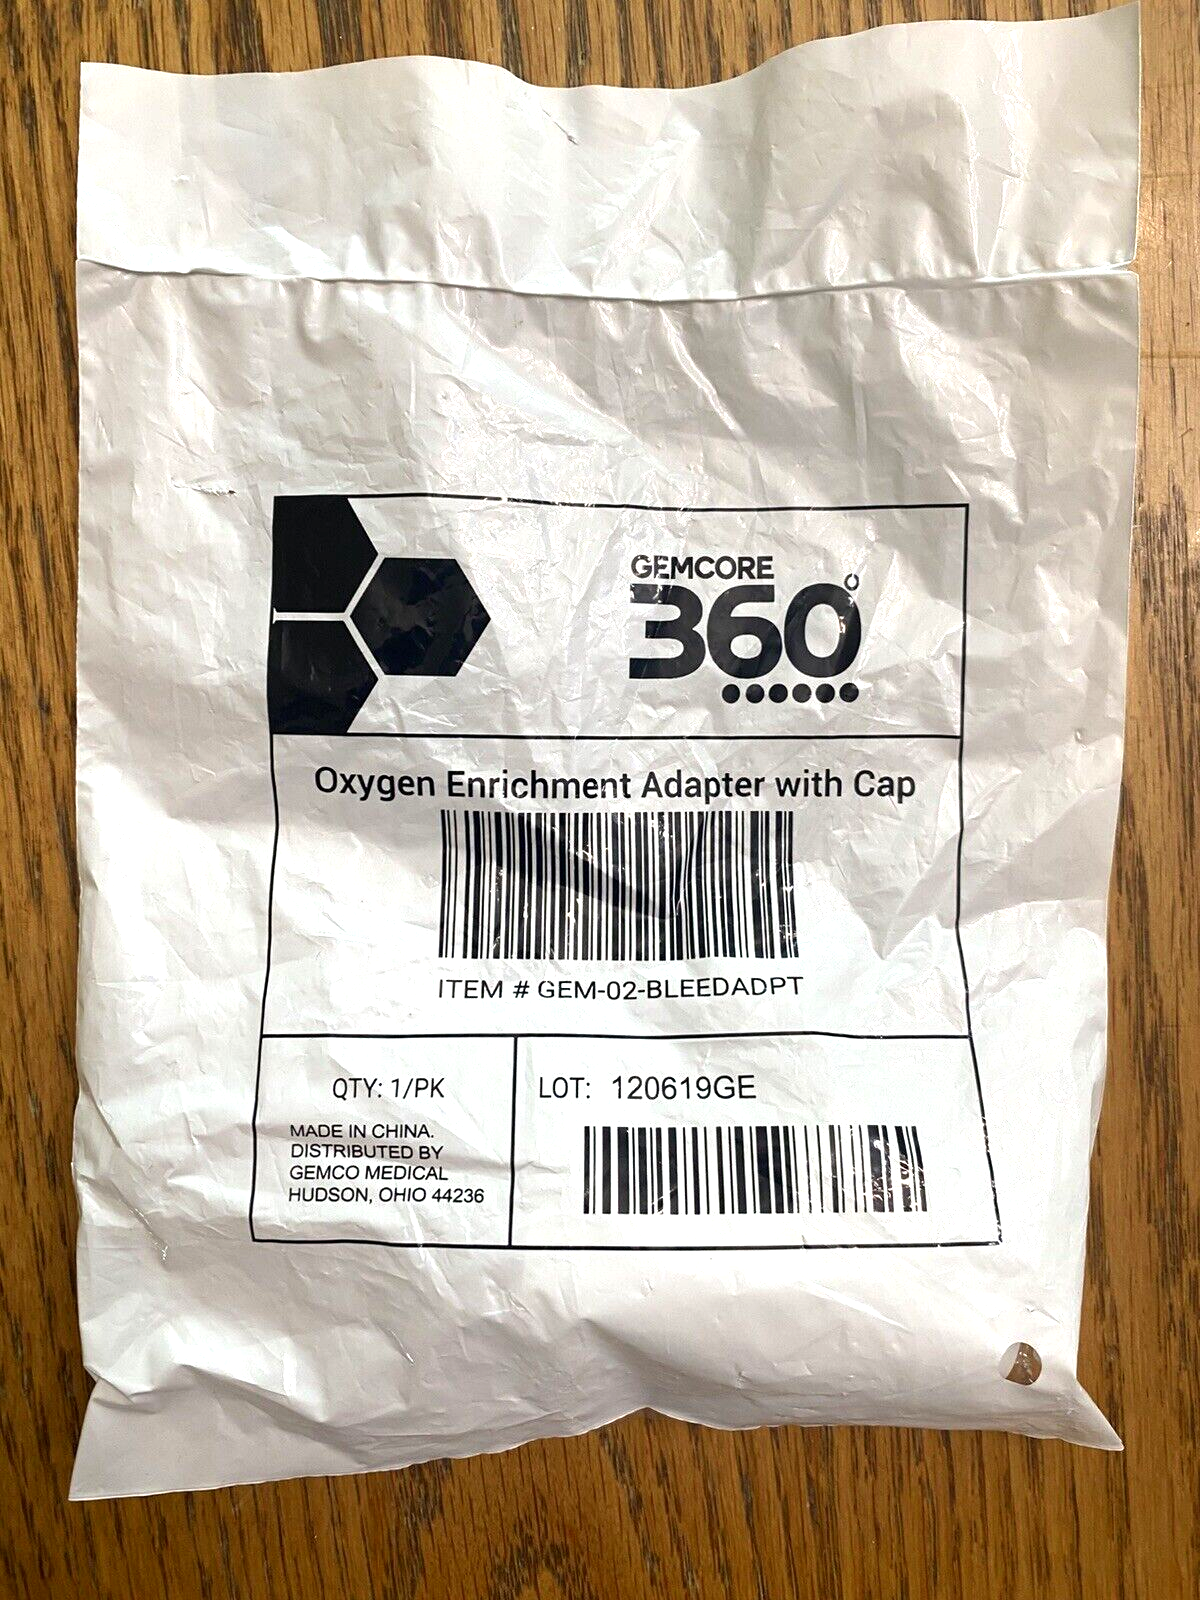 GEMCORE
360°
Oxygen Enrichment Adapter with Cap
ITEM # GEM-02-BLEEDADPT
QTY: 1/PK
MADE IN CHINA.
DISTRIBUTED BY
GEMCO MEDICAL
HUDSON, OHIO 44236
LOT: 120619GE